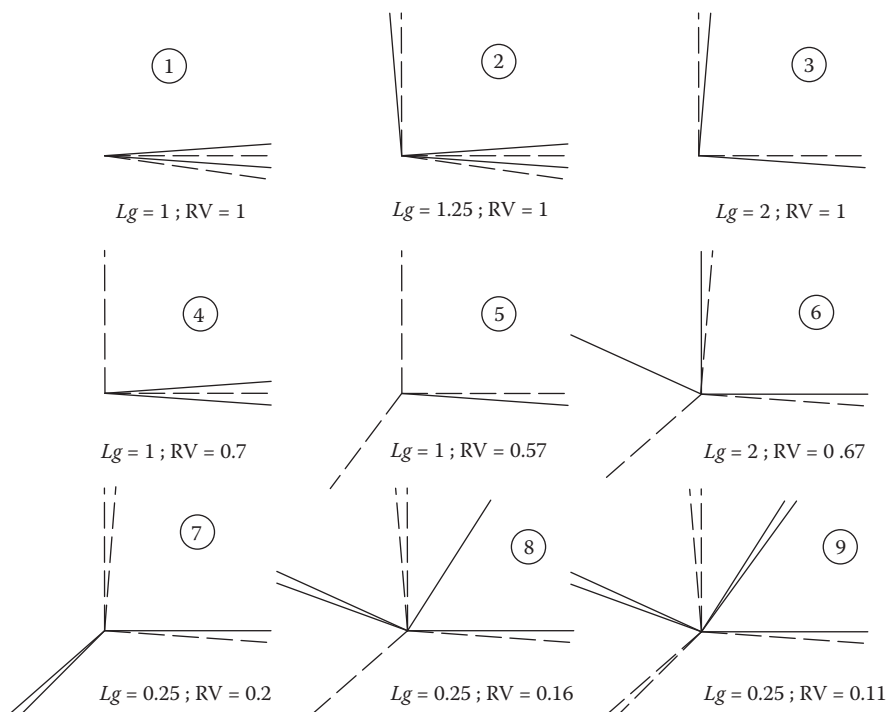 1
2
3
Lg = 1 ; RV = 1
Lg = 1.25 ; RV = 1
Lg = 2 ; RV = 1
4
5
6
Lg = 1 ; RV = 0.7
Lg = 1 ; RV = 0.57
Lg = 2 ; RV = 0 .67
7
8
9
Lg = 0.25 ; RV = 0.2
Lg = 0.25 ; RV = 0.16
Lg = 0.25 ; RV = 0.11